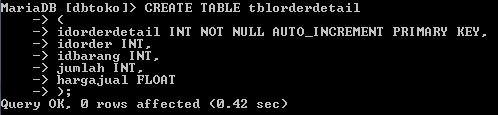 MariaDB [dbtoko]> CREATE TABLE tblorderdetail
    -> (
    -> idorderdetail INT NOT NULL AUTO_INCREMENT PRIMARY KEY,
    -> idorder INT,
    -> idbarang INT,
    -> jumlah INT,
    -> hargajual FLOAT
    -> );
Query OK, 0 rows affected (0.42 sec)